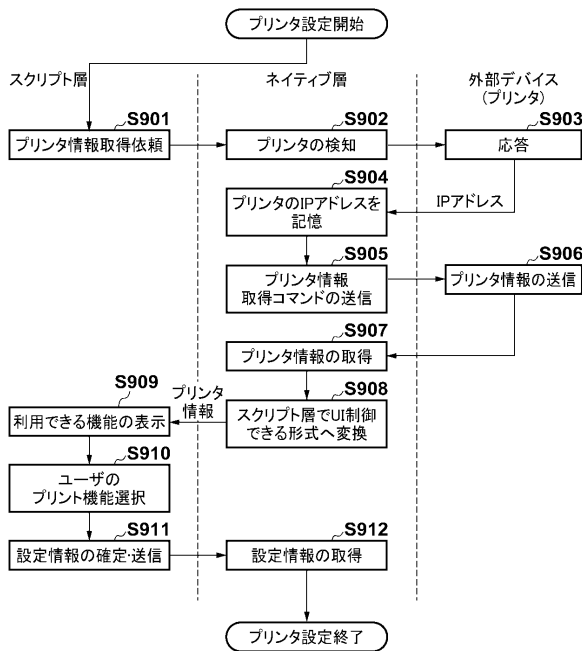 プリンタ設定開始
スクリプト層
ネイティブ層
外部デバイス
(プリンタ)
S901
プリンタ情報取得依頼
S902
プリンタの検知
S903
応答
S904
プリンタのIPアドレスを
記憶
IPアドレス
S905
プリンタ情報
取得コマンドの送信
S906
プリンタ情報の送信
S907
プリンタ情報の取得
S908
スクリプト層でUI制御
できる形式へ変換
プリンタ
情報
S909
利用できる機能の表示
S910
ユーザの
プリント機能選択
S911
設定情報の確定・送信
S912
設定情報の取得
プリンタ設定終了